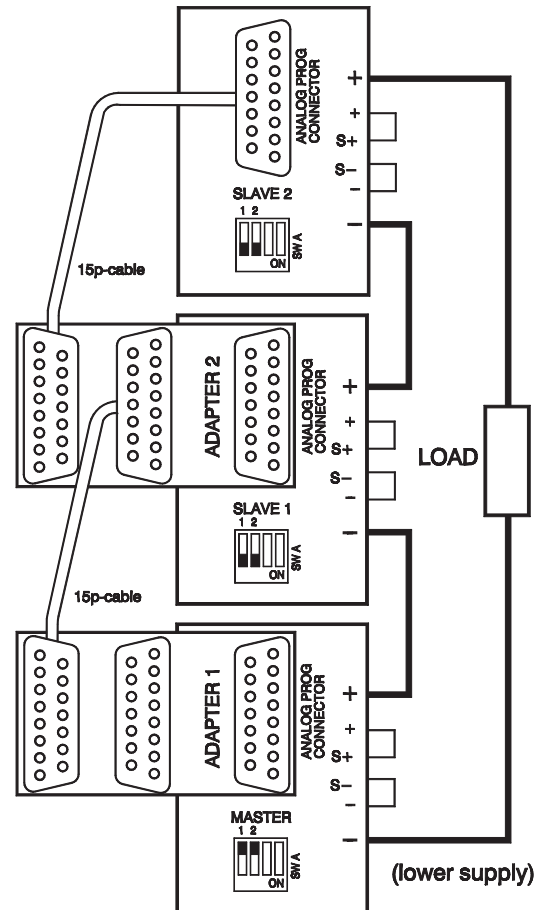 ANALOG PROG
CONNECTOR
+
+
S+
S-
-
-
SLAVE 2
1 2
ON
SW A
15p-cable
ADAPTER 2
ANALOG PROG
CONNECTOR
+
+
S+
S-
-
-
LOAD
SLAVE 1
1 2
ON
SW A
15p-cable
ADAPTER 1
ANALOG PROG
CONNECTOR
+
+
S+
S-
-
-
MASTER
1 2
ON
SW A
(lower supply)